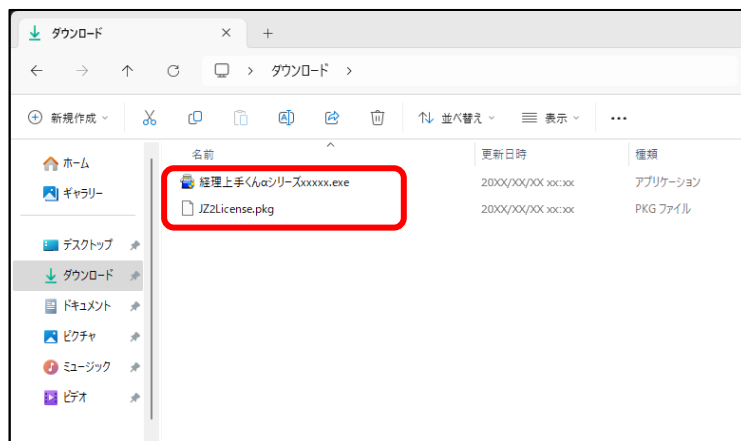 ダウンロード
ダウンロード
新規作成
並べ替え
表示
名前
更新日時
種類
ホーム
ギャラリー
経理上手くんαシリーズxxxxx.exe
20XX/XX/XX xx:xx
アプリケーション
JZ2License.pkg
20XX/XX/XX xx:xx
PKG ファイル
デスクトップ
ダウンロード
ドキュメント
ピクチャ
ミュージック
ビデオ